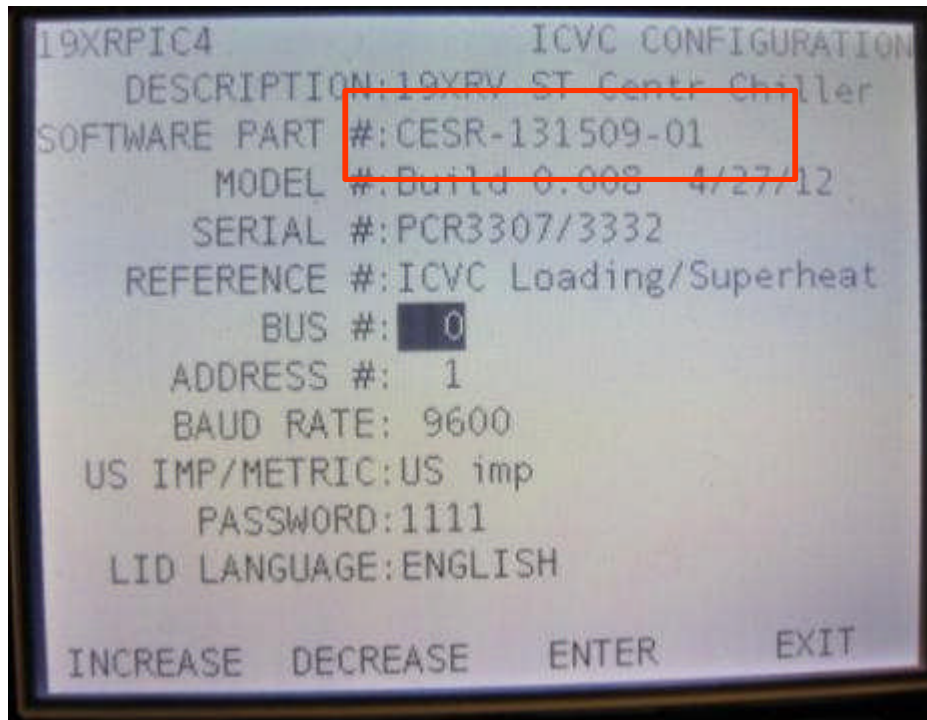 19XRPIC4 ICVC CONFIGURATION
DESCRIPTION:19XRV ST Centr Chiller
SOFTWARE PART #:CESR-131509-01
MODEL #:Build 0.008 4/27/12
SERIAL #:PCR3307/3332
REFERENCE #:ICVC Loading/Superheat
BUS #: 0
ADDRESS #: 1
BAUD RATE: 9600
US IMP/METRIC:US imp
PASSWORD:1111
LID LANGUAGE:ENGLISH
INCREASE DECREASE ENTER EXIT